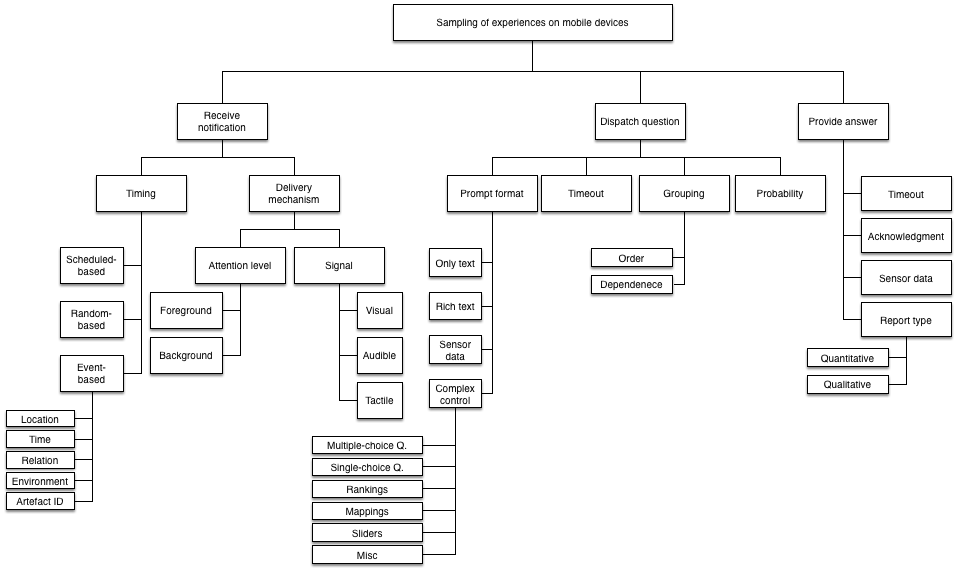 Sampling of experiences on mobile devices
Receive
notification
Dispatch question
Provide answer
Timing
Delivery
mechanism
Prompt format
Timeout
Grouping
Probability
Timeout
Acknowledgment
Sensor data
Report type
Quantitative
Qualitative
Scheduled-
based
Random-
based
Event-
based
Location
Time
Relation
Environment
Artefact ID
Attention level
Signal
Foreground
Background
Visual
Audible
Tactile
Only text
Rich text
Sensor
data
Complex
control
Order
Dependenece
Multiple-choice Q.
Single-choice Q.
Rankings
Mappings
Sliders
Misc